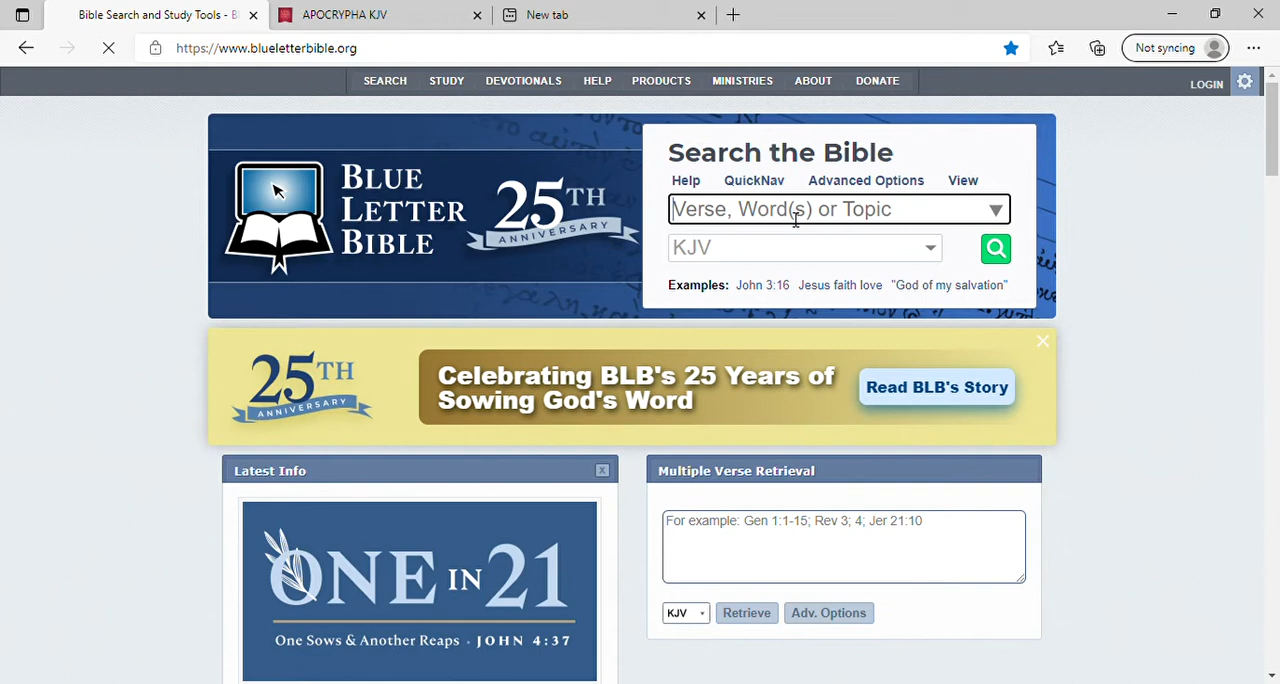 Bible Search and Study Tools - B
APOCRYPHA KJV
New tab
https://www.blueletterbible.org
Not syncing
SEARCH STUDY DEVOTIONALS HELP PRODUCTS MINISTRIES ABOUT DONATE
LOGIN
BLUE
LETTER
BIBLE
25TH
ANNIVERSARY
Search the Bible
Help QuickNav Advanced Options View
Verse, Word(s) or Topic
KJV
Examples: John 3:16 Jesus faith love "God of my salvation"
25TH
ANNIVERSARY
Celebrating BLB's 25 Years of
Sowing God's Word
Read BLB's Story
Latest Info
X
ONE IN 21
One Sows & Another Reaps · JOHN 4:37
Multiple Verse Retrieval
For example: Gen 1:1-15; Rev 3; 4; Jer 21:10
KJV Retrieve Adv. Options